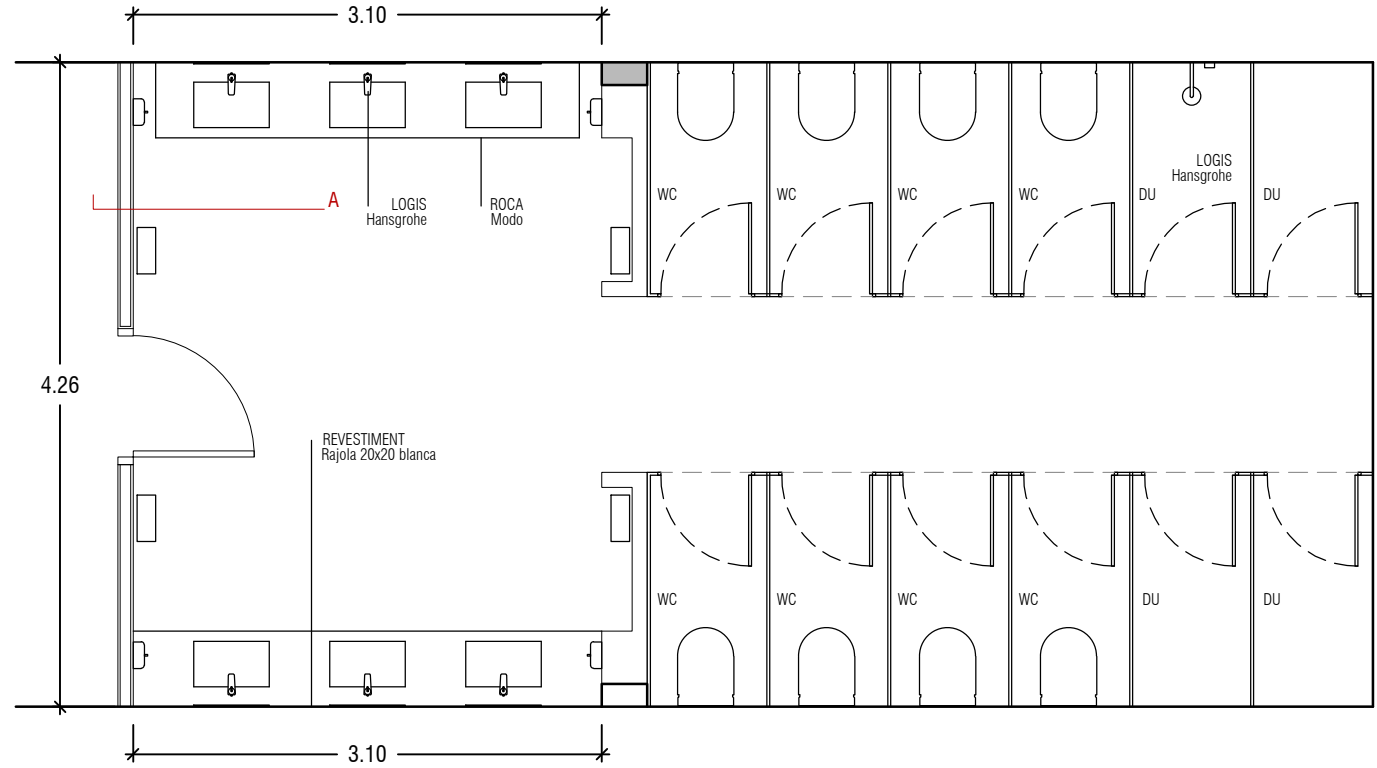 3.10
LOGIS
Hansgrohe
WC
WC
WC
WC
DU
DU
A
LOGIS
Hansgrohe
ROCA
Modo
4.26
REVESTIMENT
Rajola 20x20 blanca
WC
WC
WC
WC
DU
DU
3.10